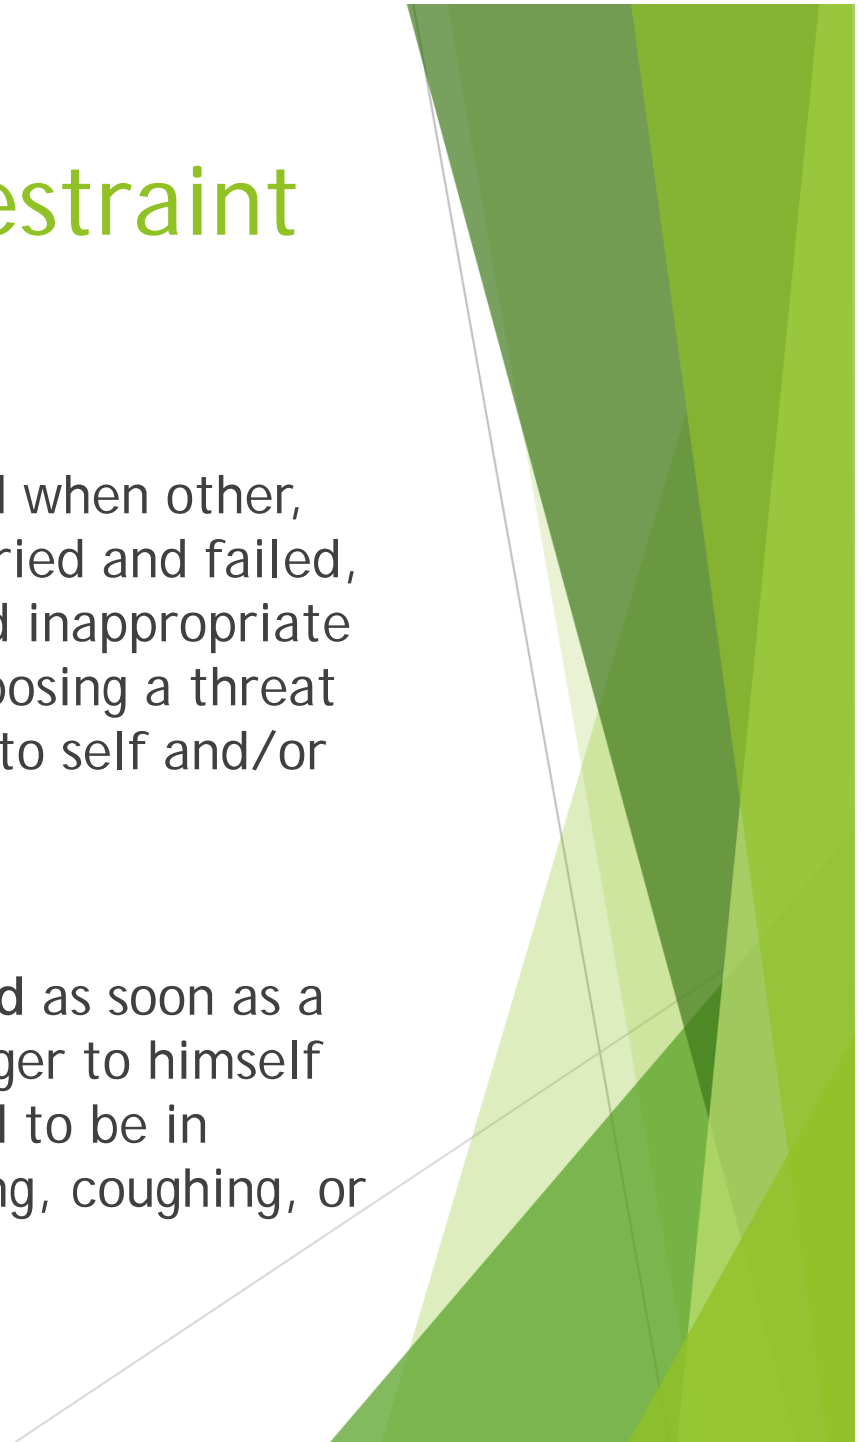 estraint
when other,
ried and failed,
inappropriate
posing a threat
to self and/or
d as soon as a
ger to himself
to be in
ng, coughing, or